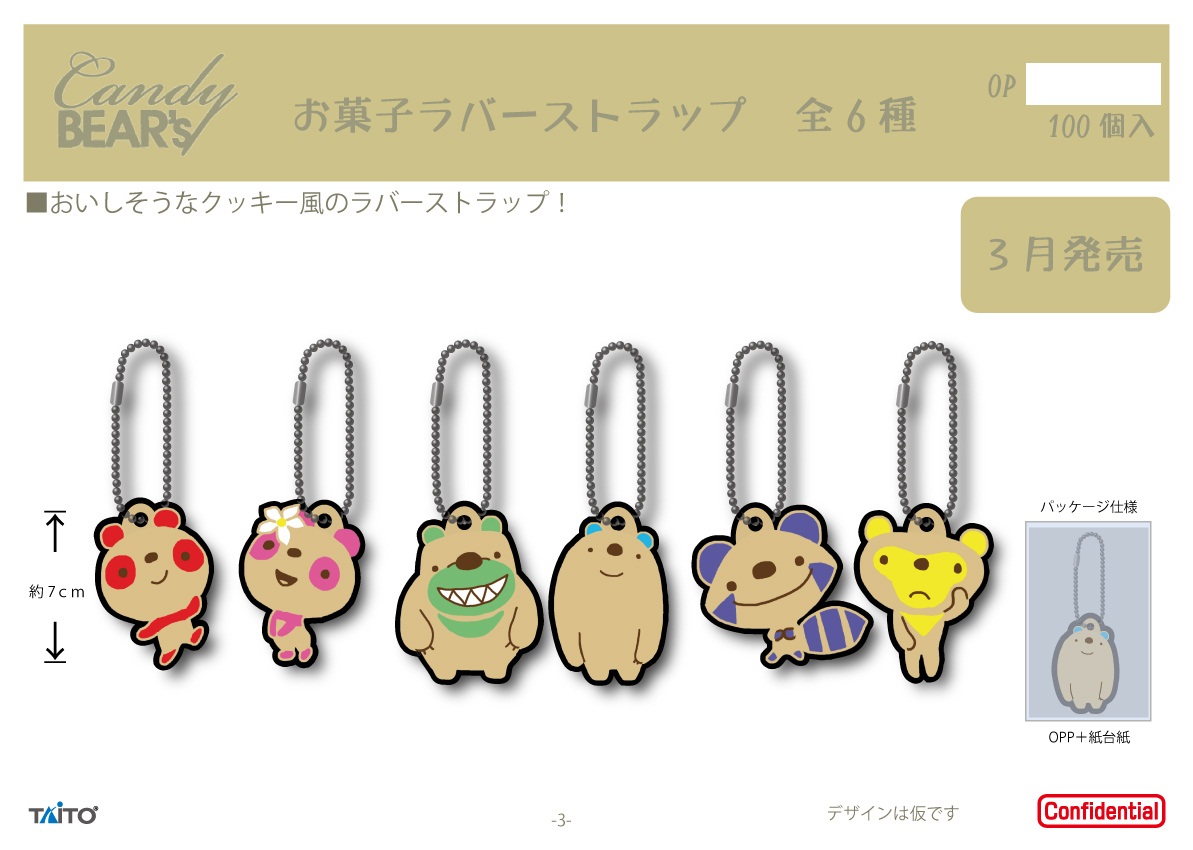 Candy
BEAR's
お菓子ラバーストラップ　全6種
OP
100個入
■おいしそうなクッキー風のラバーストラップ！
3月発売
パッケージ仕様
約7cm
OPP＋紙台紙
TAITO®
-3-
デザインは仮です
Confidential